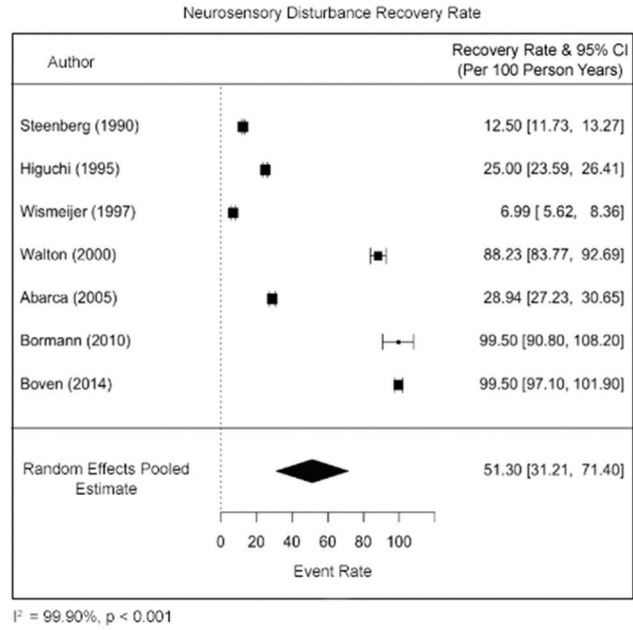 Neurosensory Disturbance Recovery Rate
Author
Recovery Rate & 95% CI
(Per 100 Person Years)
Steenberg (1990) 12.50 [11.73, 13.27]
Higuchi (1995) 25.00 [23.59, 26.41]
Wismeijer (1997) 6.99 [ 5.62, 8.36]
Walton (2000) 88.23 [83.77, 92.69]
Abarca (2005) 28.94 [27.23, 30.65]
Bormann (2010) 99.50 [90.80, 108.20]
Boven (2014) 99.50 [97.10, 101.90]
Random Effects Pooled
Estimate
51.30 [31.21, 71.40]
0 20 40 60 80 100
Event Rate
I² = 99.90%, p < 0.001